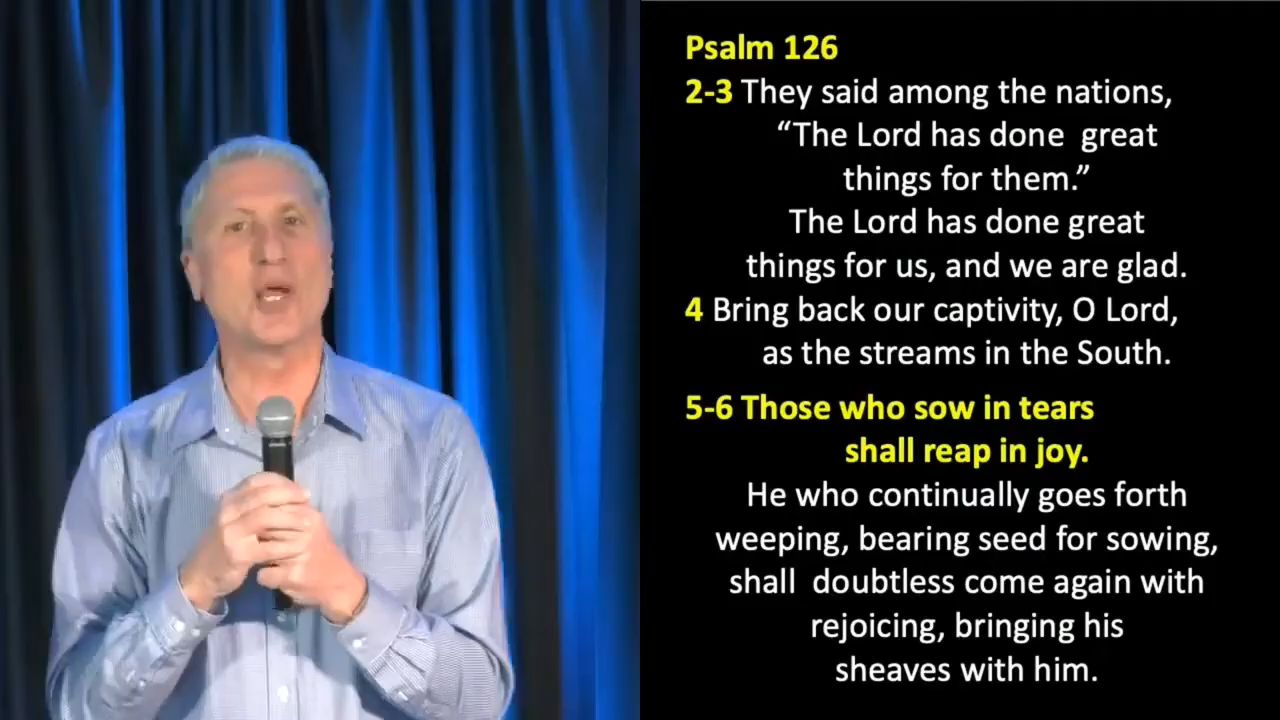 Psalm 126
2-3 They said among the nations,
“The Lord has done  great
things for them.”
The Lord has done great
things for us, and we are glad.
4 Bring back our captivity, O Lord,
as the streams in the South.
5-6 Those who sow in tears
shall reap in joy.
He who continually goes forth
weeping, bearing seed for sowing,
shall  doubtless come again with
rejoicing, bringing his
sheaves with him.